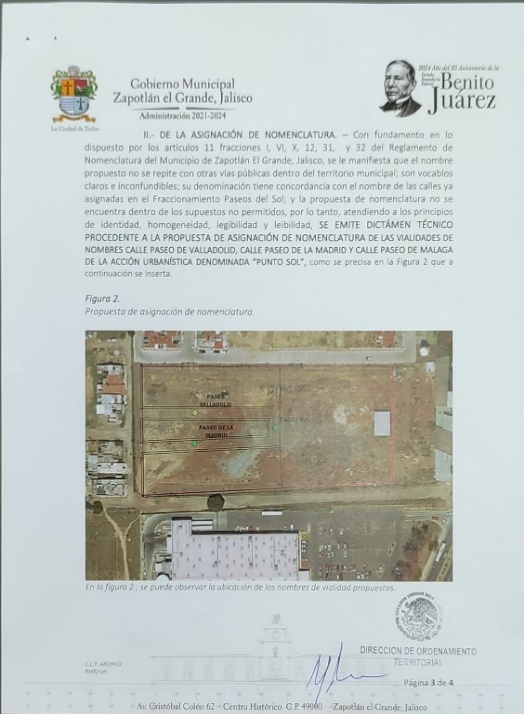 La Ciudad de Todos
Gobierno Municipal
Zapotlán el Grande, Jalisco
Administración 2021-2024
Benito
Juárez
II.- DE LA ASIGNACIÓN DE NOMENCLATURA. – Con fundamento en lo
dispuesto por los artículos 11 fracciones I, VI, X, 12, 31, y 32 del Reglamento de
Nomenclatura del Municipio de Zapotlán El Grande, Jalisco, se le manifiesta que el nombre
propuesto no se repite con otras vías públicas dentro del territorio municipal; son vocablos
claros e inconfundibles; su denominación tiene concordancia con el nombre de las calles ya
asignadas en el Fraccionamiento Paseos del Sol; y la propuesta de nomenclatura no se
encuentra dentro de los supuestos no permitidos, por lo tanto, atendiendo a los principios
de identidad, homogeneidad, legibilidad y leibilidad, SE EMITE DICTÁMEN TÉCNICO
PROCEDENTE A LA PROPUESTA DE ASIGNACIÓN DE NOMENCLATURA DE LAS VIALIDADES DE
NOMBRES CALLE PASEO DE VALLADOLID, CALLE PASEO DE LA MADRID Y CALLE PASEO DE MALAGA
DE LA ACCIÓN URBANÍSTICA DENOMINADA "PUNTO SOL", como se precisa en la Figura 2 que a
continuación se inserta.
Figura 2.
Propuesta de asignación de nomenclatura.
PASEO
VALLADOLID
PASEO DE LA
MADRID
En la figura 2., se puede observar la ubicación de los nombres de vialidad propuestos.
DIRECCION DE ORDENAMIENTO
TERRITORIAL
C.C.P. ARCHIVO
Página 3 de 4
Av. Cristóbal Colón 62 - Centro Histórico C.P. 49000 -Zapotlán el Grande, Jalisco